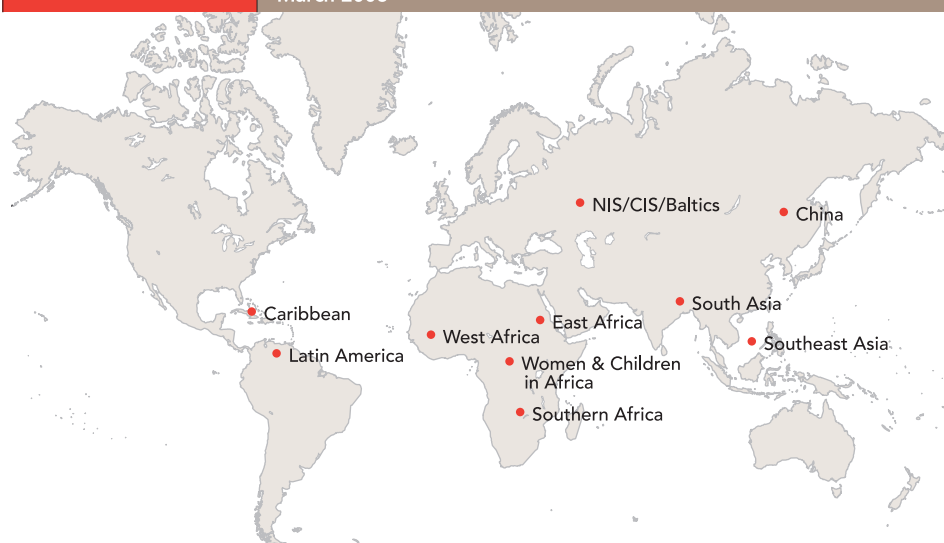 NIS/CIS/Baltics
China
South Asia
Caribbean
East Africa
West Africa
Southeast Asia
Latin America
Women & Children
in Africa
Southern Africa